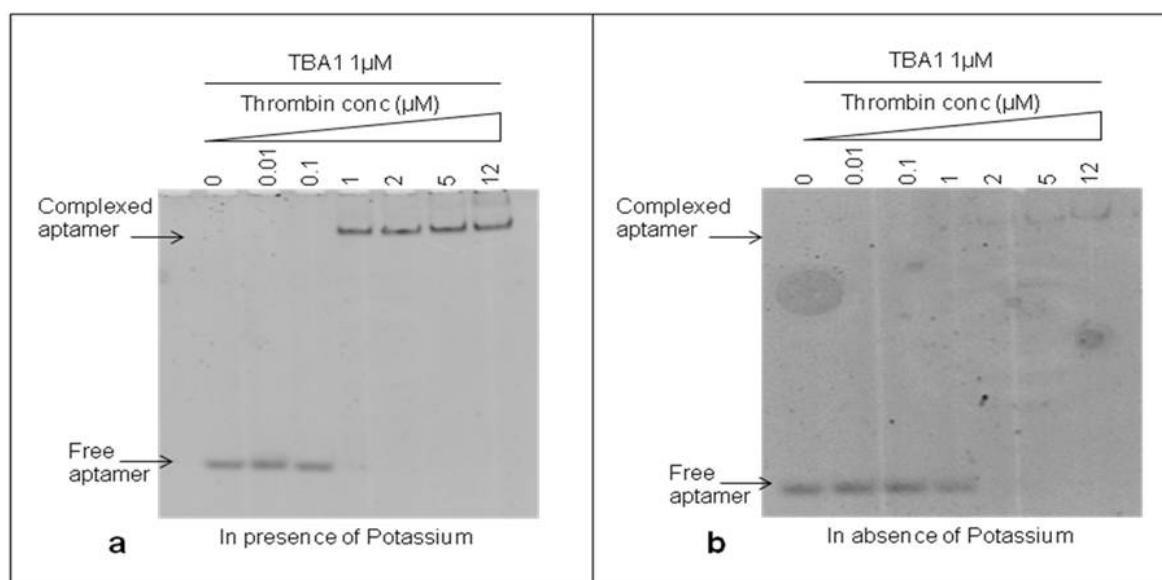 TBA1 1µM
Thrombin conc (µM)
0 0.01 0.1 1 2 5 12
Complexed
aptamer
Free
aptamer
a
In presence of Potassium
TBA1 1µM
Thrombin conc (µM)
0 0.01 0.1 1 2 5 12
Complexed
aptamer
Free
aptamer
b
In absence of Potassium